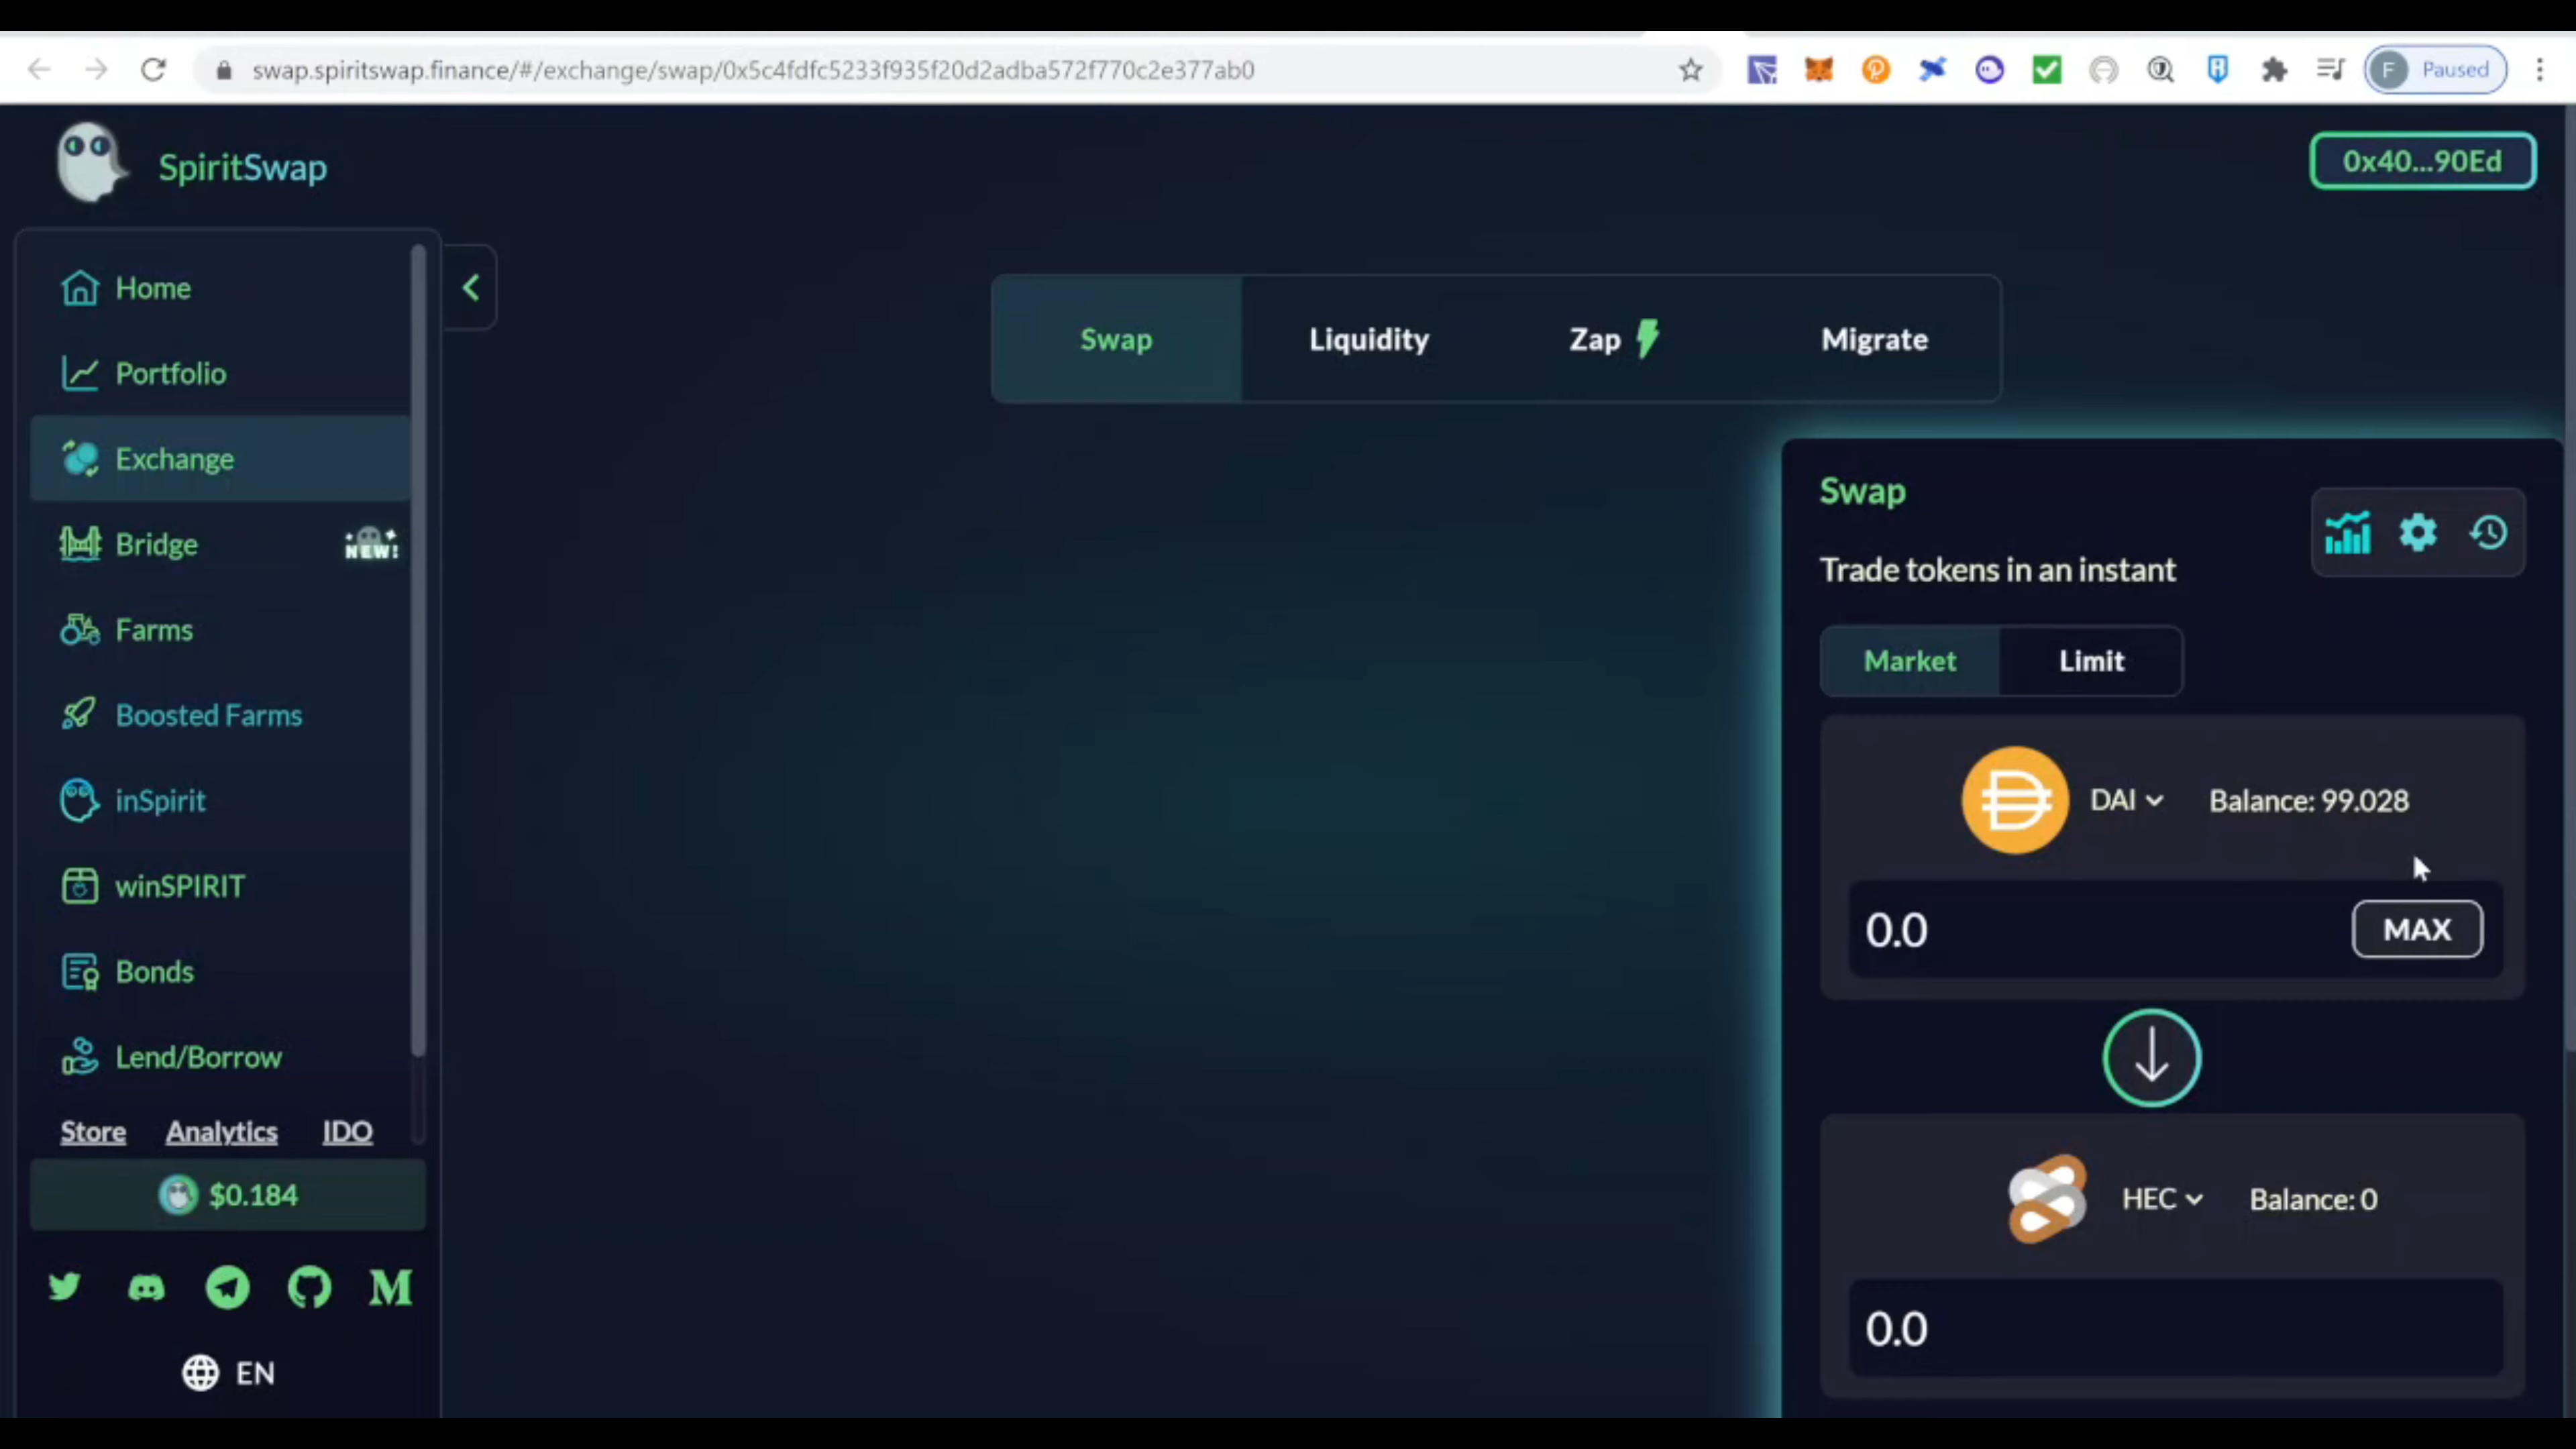 swap.spiritswap.finance/#/exchange/swap/0x5c4fdfc5233f935f20d2adba572f770c2e377ab0
F Paused
SpiritSwap
0x40...90Ed
Home
Portfolio
Exchange
Bridge NEW!
Farms
Boosted Farms
inSpirit
winSPIRIT
Bonds
Lend/Borrow
Store Analytics IDO
$0.184
EN
Swap Liquidity Zap Migrate
Swap
Trade tokens in an instant
Market Limit
DAI Balance: 99.028
0.0 MAX
HEC Balance: 0
0.0